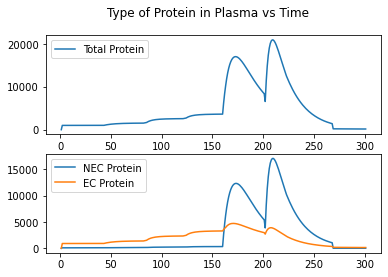 Type of Protein in Plasma vs Time
20000
10000
0
Total Protein
0 50 100 150 200 250 300
15000
10000
5000
0
NEC Protein
EC Protein
0 50 100 150 200 250 300